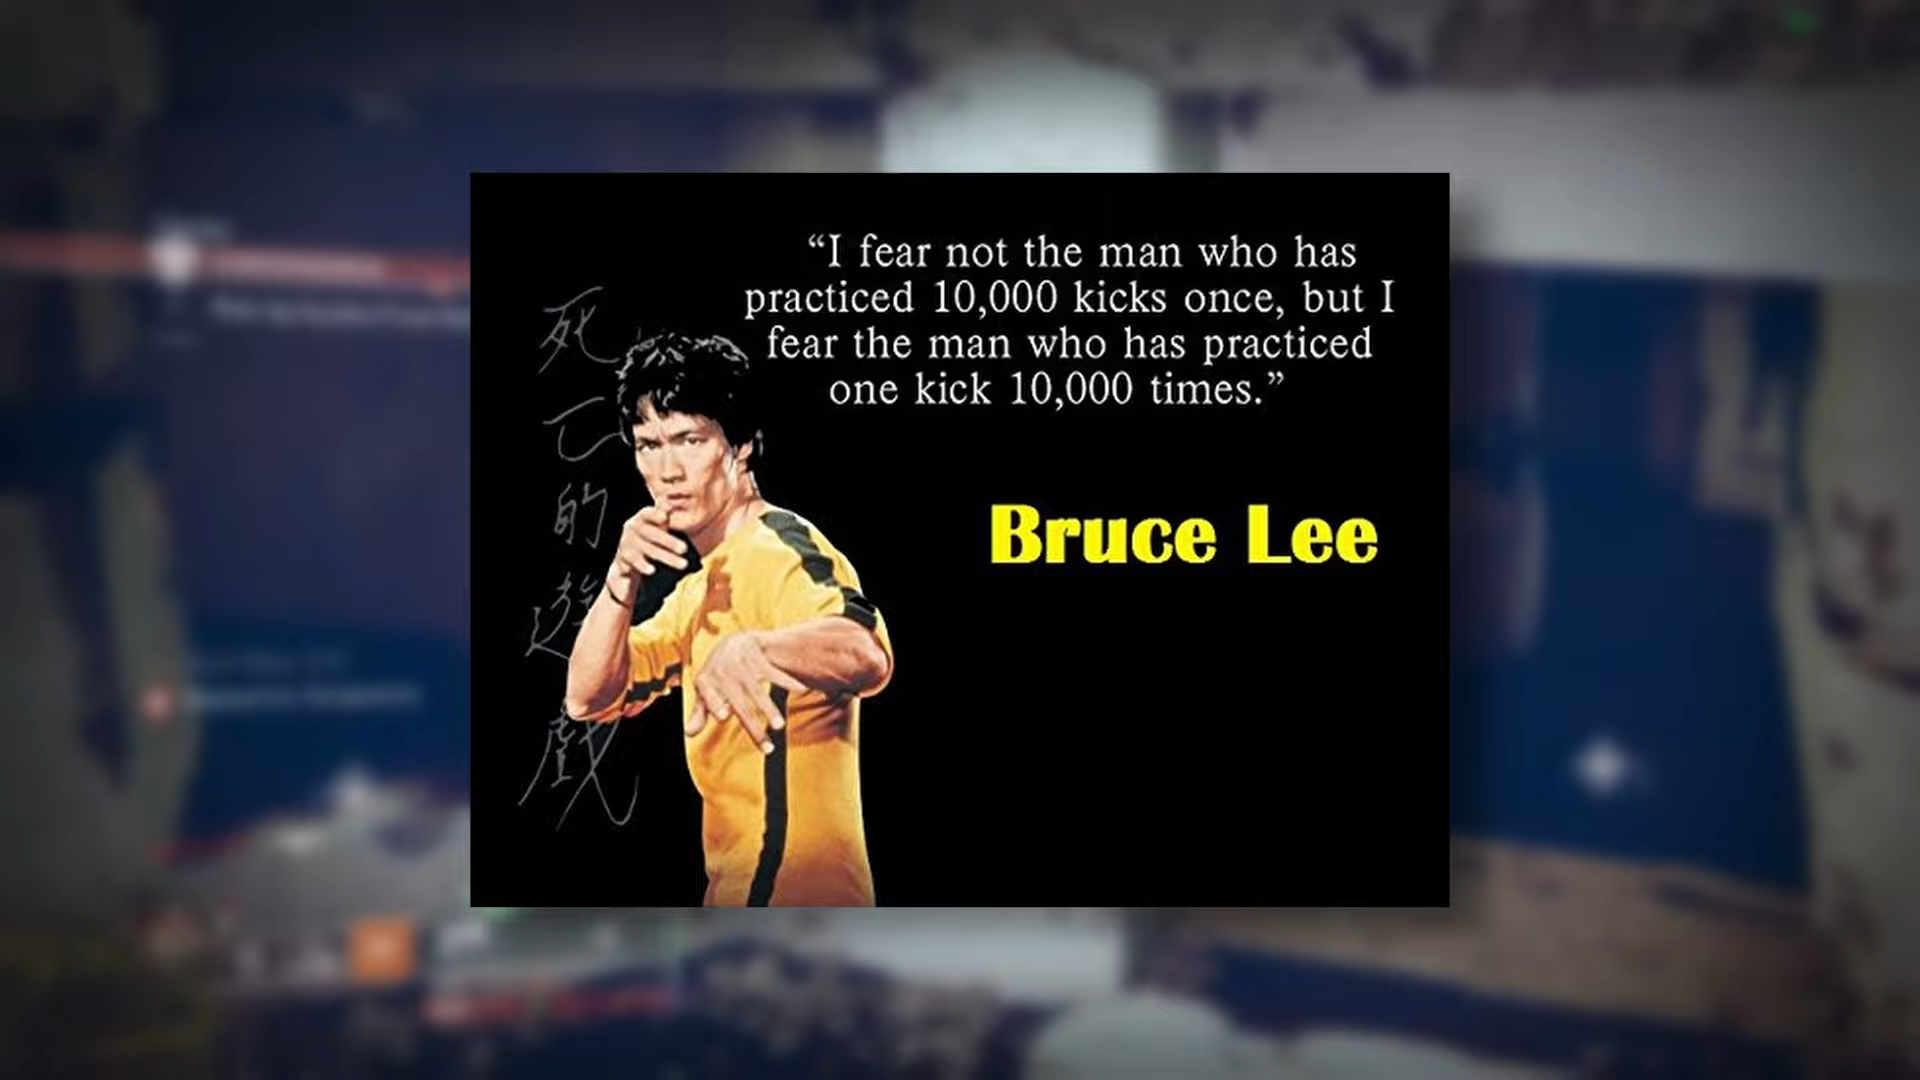 “I fear not the man who has
practiced 10,000 kicks once, but I
fear the man who has practiced
one kick 10,000 times.”
Bruce Lee
死
亡
的
遊
戲